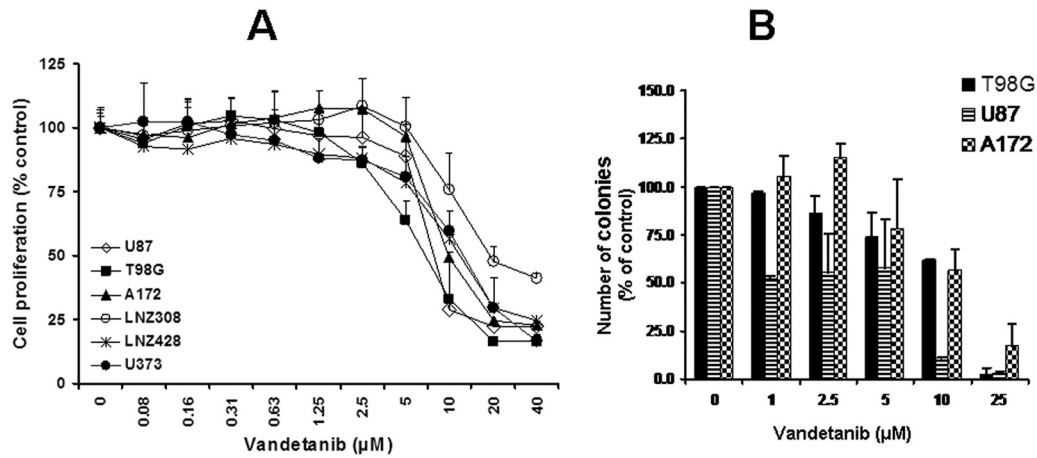 A
Cell proliferation (% control)
125
100
75
50
25
0
U87
T98G
A172
LNZ308
LNZ428
U373
0 0.08 0.16 0.31 0.63 1.25 2.5 5 10 20 40
Vandetanib (µM)
B
Number of colonies
(% of control)
150.0
125.0
100.0
75.0
50.0
25.0
0.0
T98G
U87
A172
0 1 2.5 5 10 25
Vandetanib (µM)